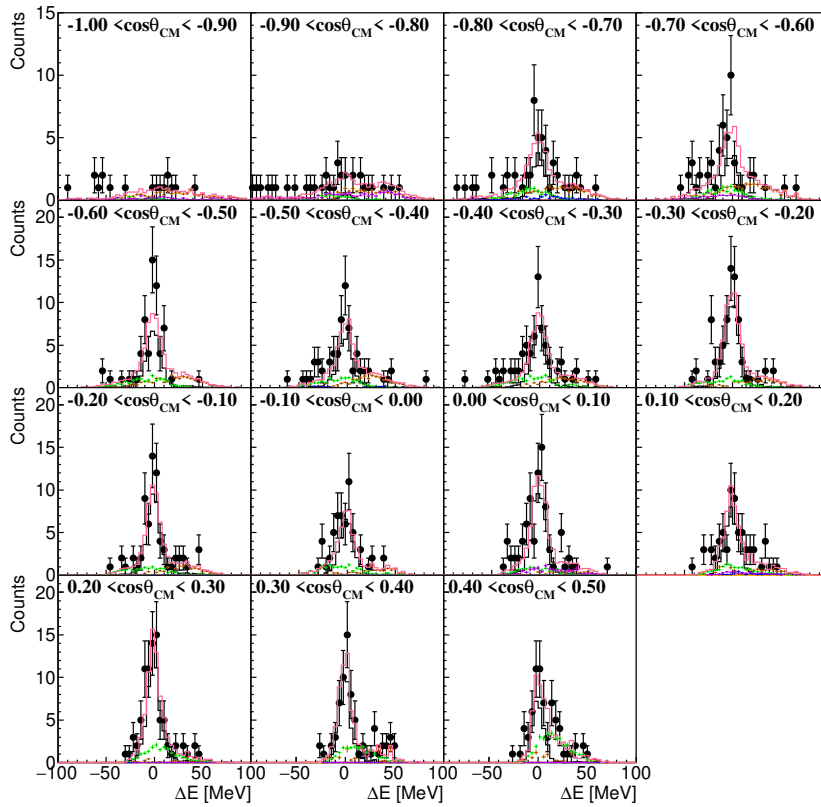 Counts
15
10
5
0
-1.00 <cosθCM< -0.90
-0.90 <cosθCM< -0.80
-0.80 <cosθCM< -0.70
-0.70 <cosθCM< -0.60
Counts
20
15
10
5
0
-0.60 <cosθCM< -0.50
-0.50 <cosθCM< -0.40
-0.40 <cosθCM< -0.30
-0.30 <cosθCM< -0.20
Counts
20
15
10
5
0
-0.20 <cosθCM< -0.10
-0.10 <cosθCM< 0.00
0.00 <cosθCM< 0.10
0.10 <cosθCM< 0.20
Counts
20
15
10
5
0
0.20 <cosθCM< 0.30
0.30 <cosθCM< 0.40
0.40 <cosθCM< 0.50
−100 −50 0 50 100 −50 0 50 100 −50 0 50 100
ΔE [MeV] ΔE [MeV] ΔE [MeV] ΔE [MeV]